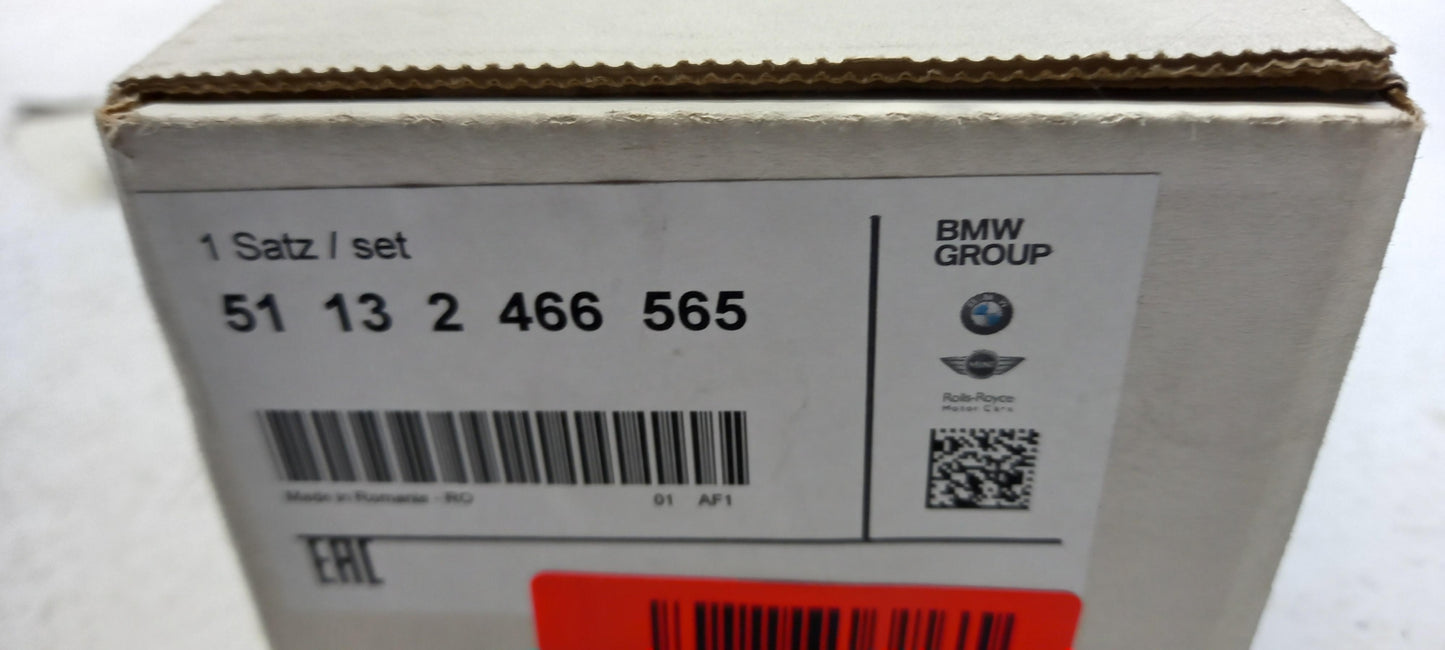 1 Satz / set
51 13 2 466 565
Made in Romania - RO 01 AF1
EAC
BMW
GROUP
MINI
Rolls-Royce
Motor Cars